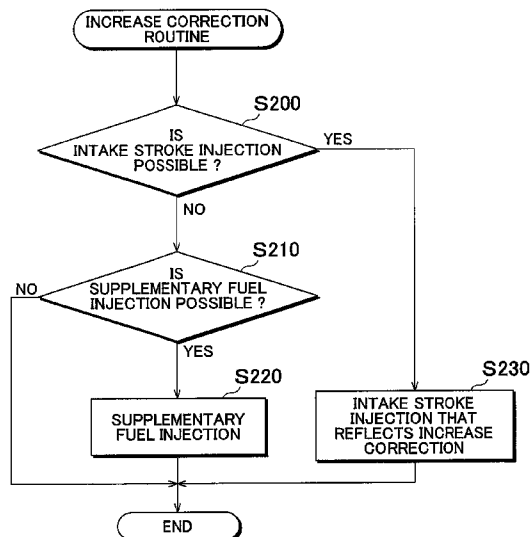 INCREASE CORRECTION
ROUTINE
S200
IS
INTAKE STROKE INJECTION
POSSIBLE ?
YES
NO
S210
IS
SUPPLEMENTARY FUEL
INJECTION POSSIBLE ?
NO
YES
S220
SUPPLEMENTARY
FUEL INJECTION
S230
INTAKE STROKE
INJECTION THAT
REFLECTS INCREASE
CORRECTION
END